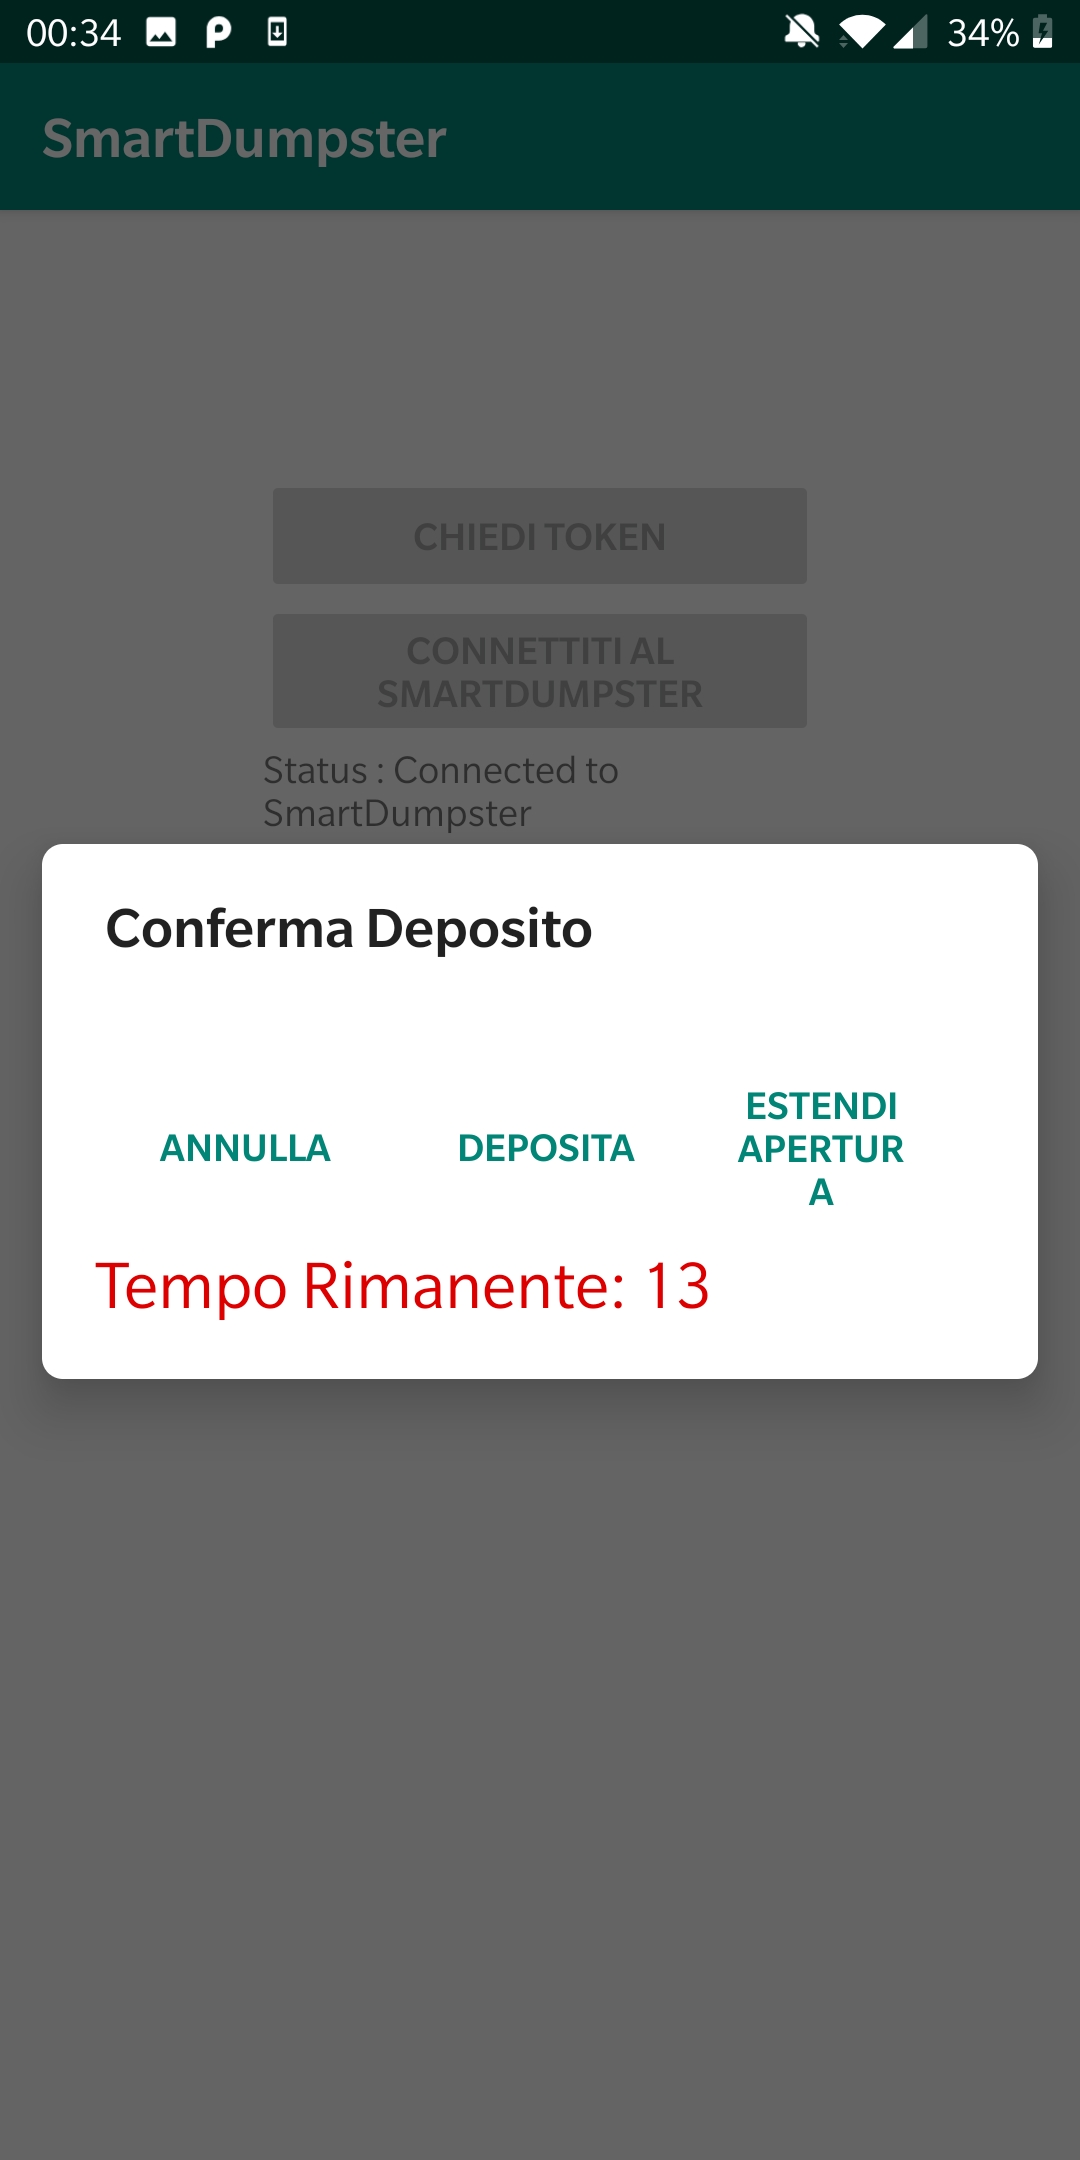 00:34
34%
SmartDumpster
CHIEDI TOKEN
CONNETTITI AL
SMARTDUMPSTER
Status : Connected to
SmartDumpster
Conferma Deposito
ANNULLA
DEPOSITA
ESTENDI
APERTUR
A
Tempo Rimanente: 13